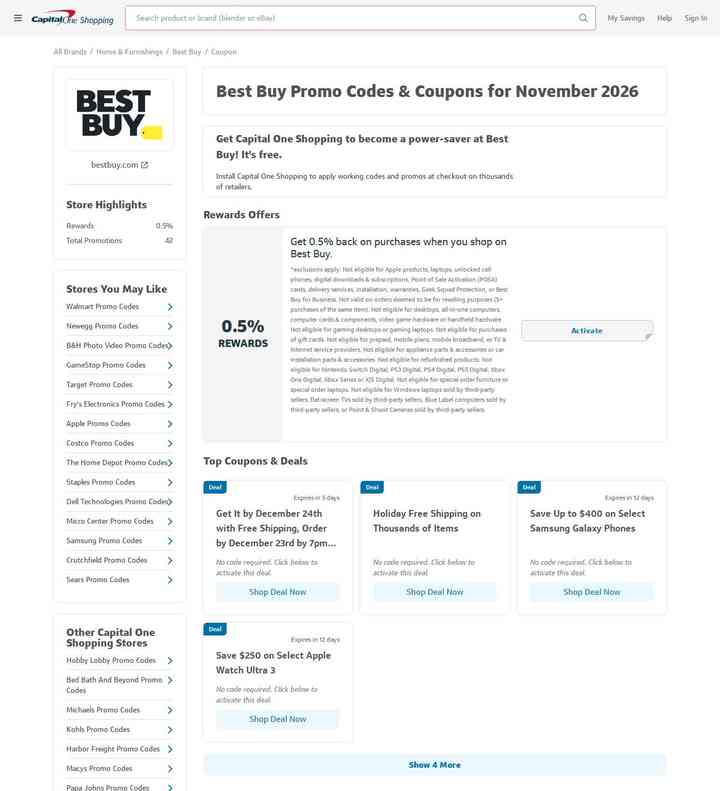 Capital One Shopping
Search product or brand (blender or ebay)
My Savings
Help
Sign In
All Brands / Home & Furnishings / Best Buy / Coupon
BEST
BUY
bestbuy.com
Store Highlights
Rewards 0.5%
Total Promotions 42
Stores You May Like
Walmart Promo Codes
Newegg Promo Codes
B&H Photo Video Promo Codes
GameStop Promo Codes
Target Promo Codes
Fry's Electronics Promo Codes
Apple Promo Codes
Costco Promo Codes
The Home Depot Promo Codes
Staples Promo Codes
Dell Technologies Promo Codes
Micro Center Promo Codes
Samsung Promo Codes
Crutchfield Promo Codes
Sears Promo Codes
Other Capital One
Shopping Stores
Hobby Lobby Promo Codes
Bed Bath And Beyond Promo
Codes
Michaels Promo Codes
Kohls Promo Codes
Harbor Freight Promo Codes
Macys Promo Codes
Papa Johns Promo Codes
Best Buy Promo Codes & Coupons for November 2026
Get Capital One Shopping to become a power-saver at Best
Buy! It's free.
Install Capital One Shopping to apply working codes and promos at checkout on thousands
of retailers.
Rewards Offers
0.5%
REWARDS
Get 0.5% back on purchases when you shop on
Best Buy.
*exclusions apply: Not eligible for Apple products, laptops, unlocked cell
phones, digital downloads & subscriptions, Point of Sale Activation (POSA)
cards, delivery services, installation, warranties, Geek Squad Protection, or Best
Buy for Business. Not valid on orders deemed to be for reselling purposes (5+
purchases of the same item). Not eligible for desktops, all-in-one computers,
computer cards & components, video game hardware or handheld hardware.
Not eligible for gaming desktops or gaming laptops. Not eligible for purchases
of gift cards. Not eligible for prepaid, mobile plans, mobile broadband, or TV &
Internet service providers. Not eligible for appliance parts & accessories or car
installation parts & accessories. Not eligible for refurbished products. Not
eligible for Nintendo Switch Digital, PS3 Digital, PS4 Digital, PS5 Digital, Xbox
One Digital, Xbox Series or X|S Digital. Not eligible for special order furniture or
special order laptops. Not eligible for Windows laptops sold by third-party
sellers, flat-screen TVs sold by third-party sellers, Blue Label computers sold by
third-party sellers, or Point & Shoot Cameras sold by third-party sellers.
Activate
Top Coupons & Deals
Deal
Expires in 3 days
Get It by December 24th
with Free Shipping, Order
by December 23rd by 7pm...
No code required. Click below to
activate this deal.
Shop Deal Now
Deal
Holiday Free Shipping on
Thousands of Items
No code required. Click below to
activate this deal.
Shop Deal Now
Deal
Expires in 12 days
Save Up to $400 on Select
Samsung Galaxy Phones
No code required. Click below to
activate this deal.
Shop Deal Now
Deal
Expires in 12 days
Save $250 on Select Apple
Watch Ultra 3
No code required. Click below to
activate this deal.
Shop Deal Now
Show 4 More